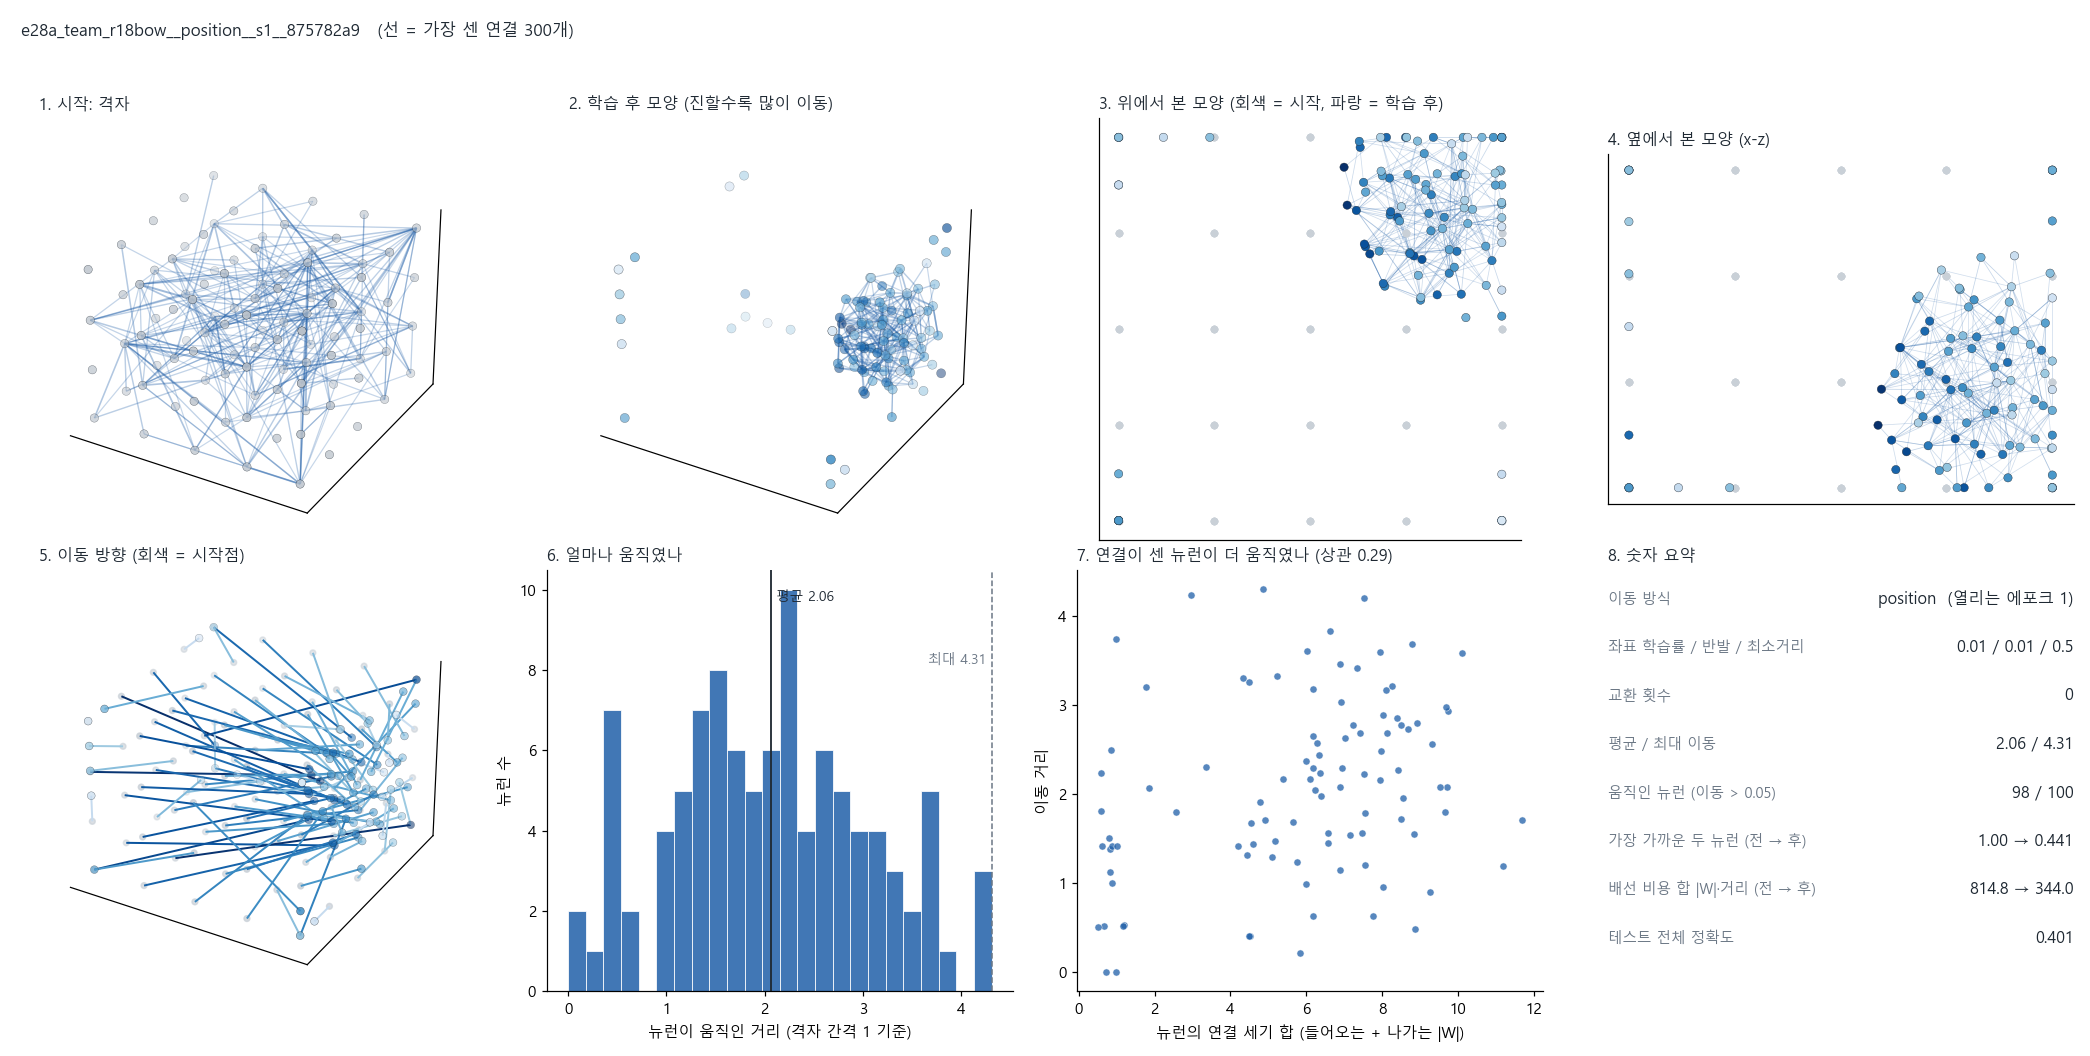 e28a_team_r18bow__position__s1__875782a9    (선 = 가장 센 연결 300개)
1. 시작: 격자
2. 학습 후 모양 (진할수록 많이 이동)
3. 위에서 본 모양 (회색 = 시작, 파랑 = 학습 후)
4. 옆에서 본 모양 (x-z)
5. 이동 방향 (회색 = 시작점)
6. 얼마나 움직였나
평균 2.06
최대 4.31
10
8
6
4
2
0
뉴런 수
0 1 2 3 4
뉴런이 움직인 거리 (격자 간격 1 기준)
7. 연결이 센 뉴런이 더 움직였나 (상관 0.29)
4
3
2
1
0
이동 거리
0 2 4 6 8 10 12
뉴런의 연결 세기 합 (들어오는 + 나가는 |W|)
8. 숫자 요약
이동 방식 position (열리는 에포크 1)
좌표 학습률 / 반발 / 최소거리 0.01 / 0.01 / 0.5
교환 횟수 0
평균 / 최대 이동 2.06 / 4.31
움직인 뉴런 (이동 > 0.05) 98 / 100
가장 가까운 두 뉴런 (전 → 후) 1.00 → 0.441
배선 비용 합 |W|·거리 (전 → 후) 814.8 → 344.0
테스트 전체 정확도 0.401